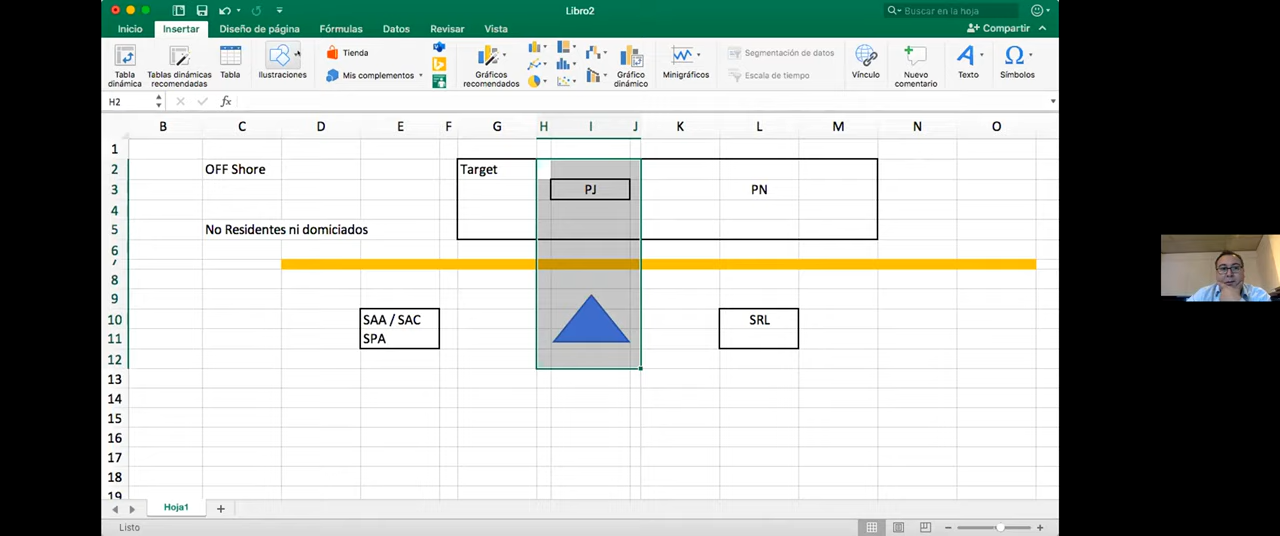 Libro2
Buscar en la hoja
Inicio
Insertar
Diseño de página
Fórmulas
Datos
Revisar
Vista
Compartir
Tabla dinámica
Tablas dinámicas recomendadas
Tabla
Ilustraciones
Tienda
Mis complementos
Gráficos recomendados
Gráfico dinámico
Minigráficos
Segmentación de datos
Escala de tiempo
Vínculo
Nuevo comentario
Texto
Símbolos
H2
fx
B C D E F G H I J K L M N O
1
2 OFF Shore Target
3 PJ PN
4
5 No Residentes ni domiciados
6
7
8
9
10 SAA / SAC SRL
11 SPA
12
13
14
15
16
17
18
19
Hoja1
Listo